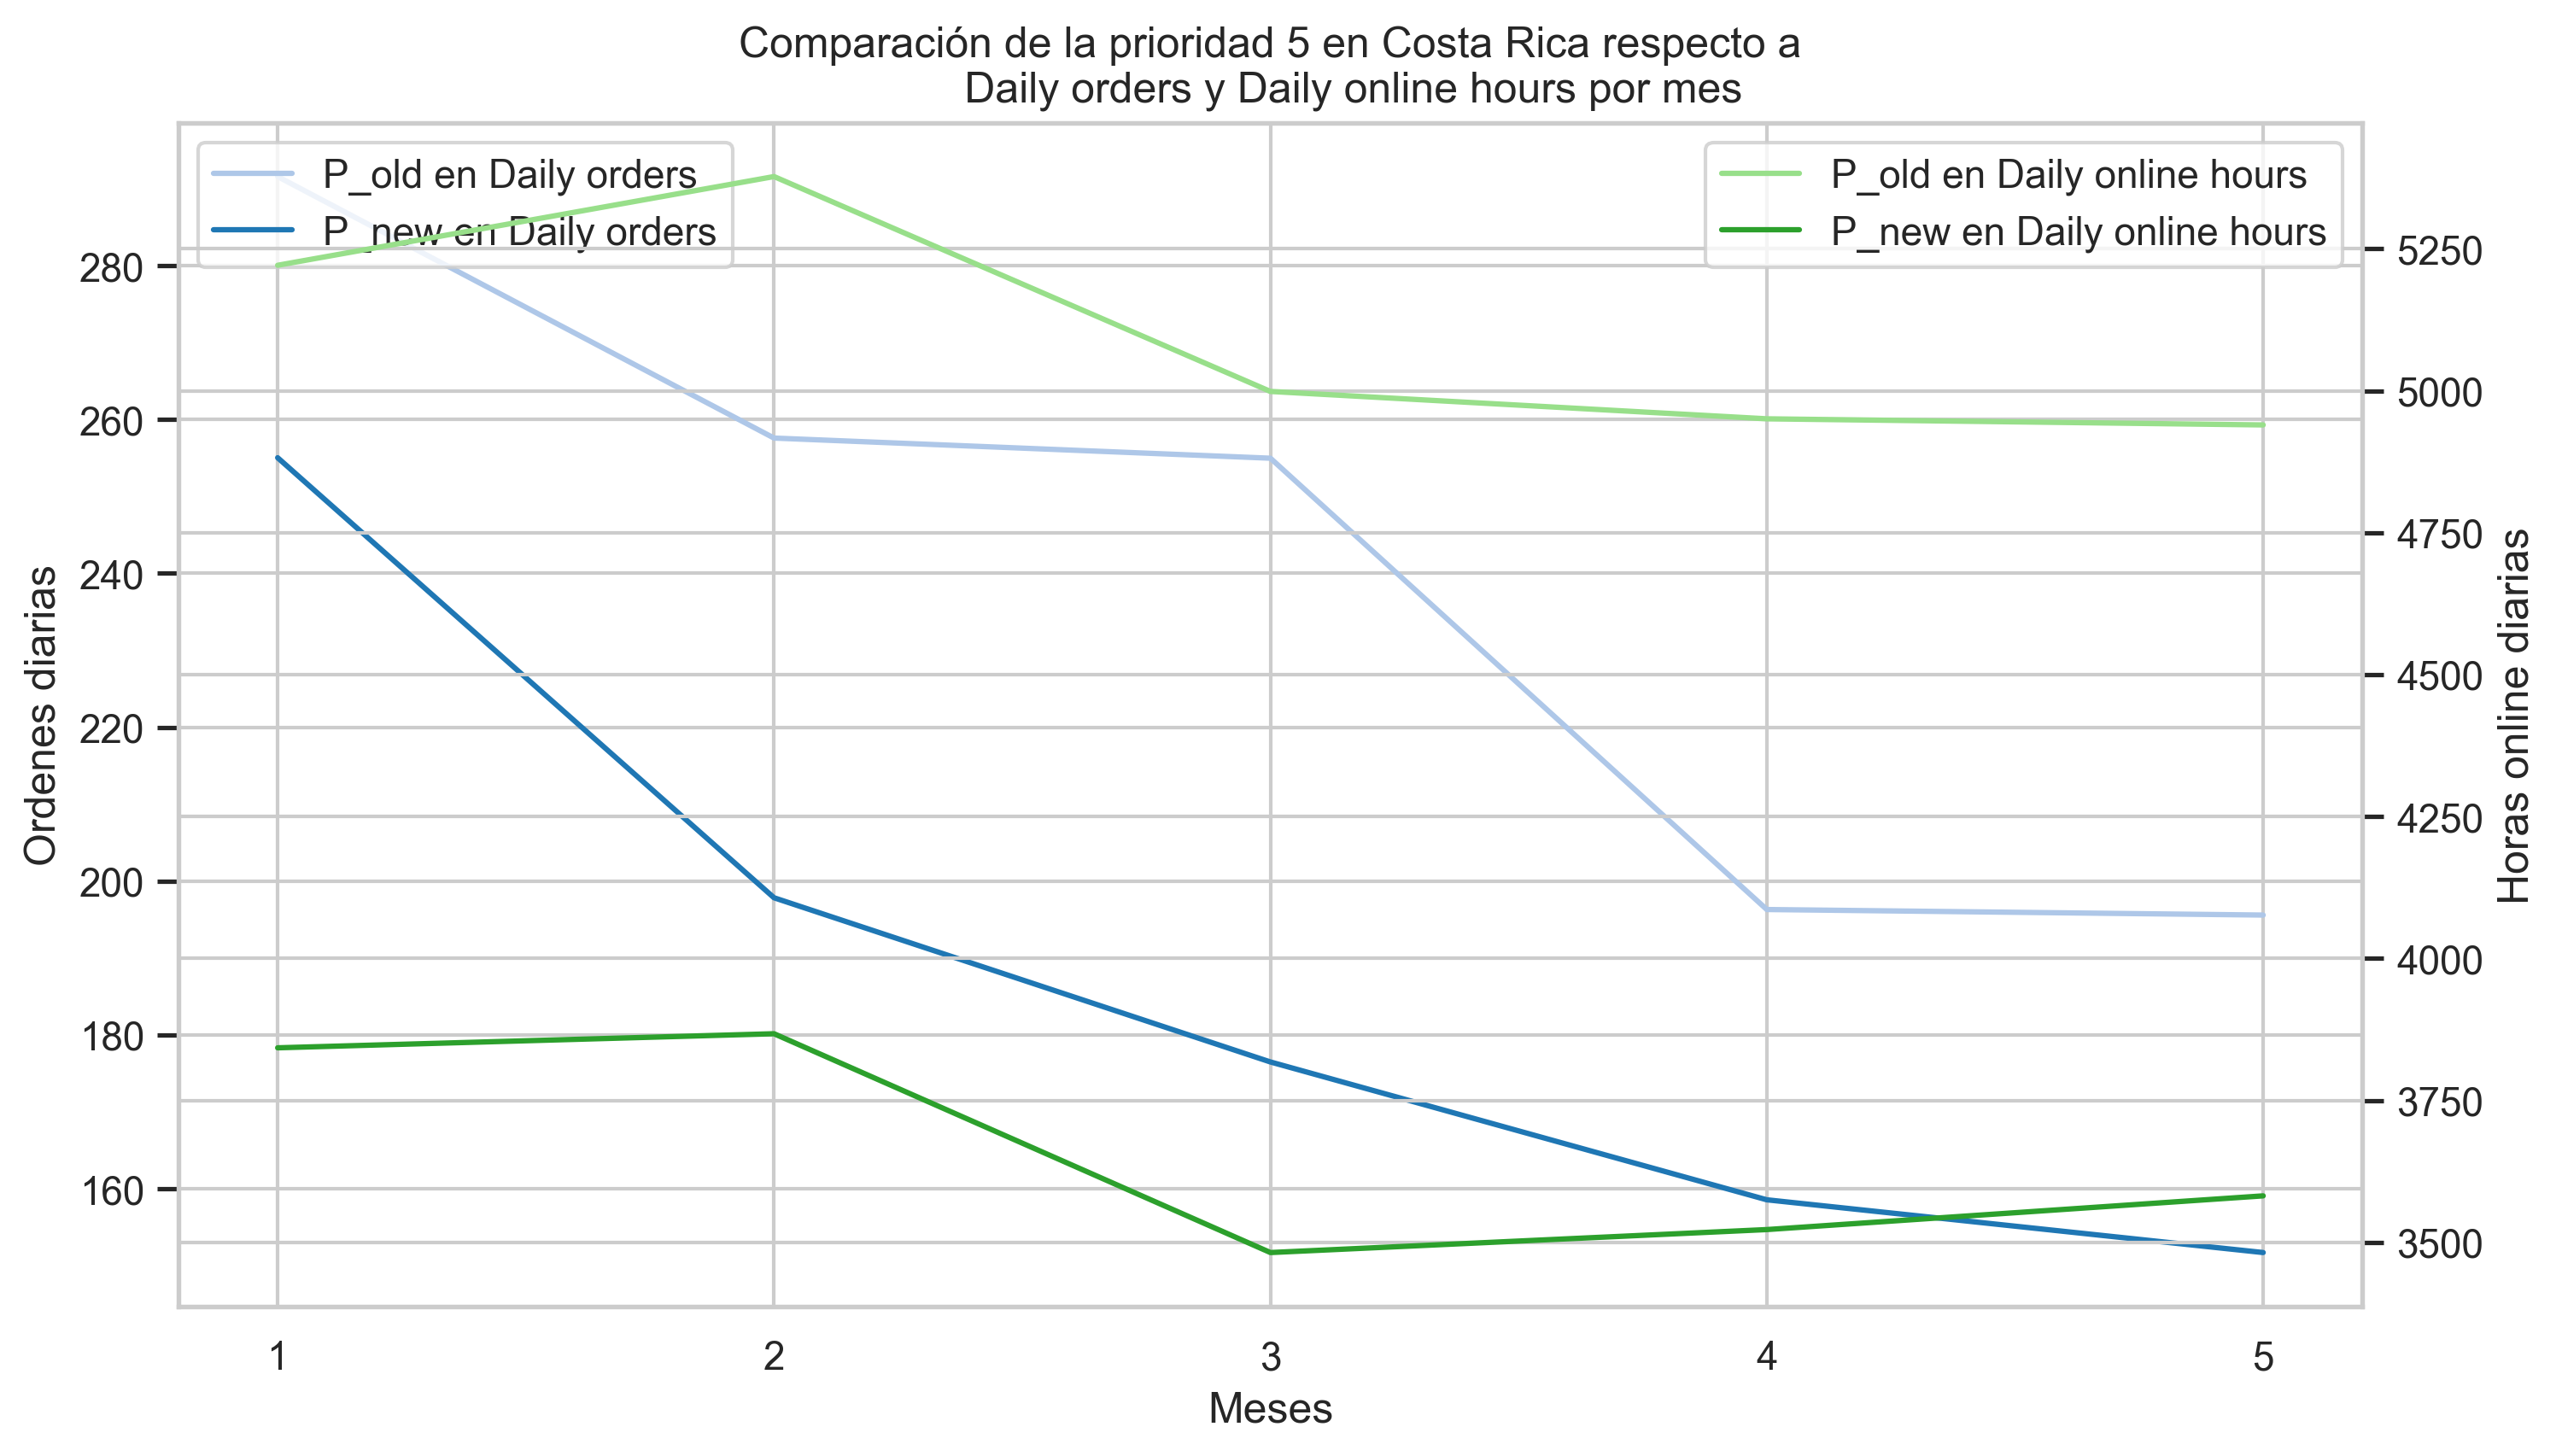 Comparación de la prioridad 5 en Costa Rica respecto a
Daily orders y Daily online hours por mes
P_old en Daily orders
P_new en Daily orders
P_old en Daily online hours
P_new en Daily online hours
280
260
240
220
200
180
160
Ordenes diarias
5250
5000
4750
4500
4250
4000
3750
3500
Horas online diarias
1 2 3 4 5
Meses